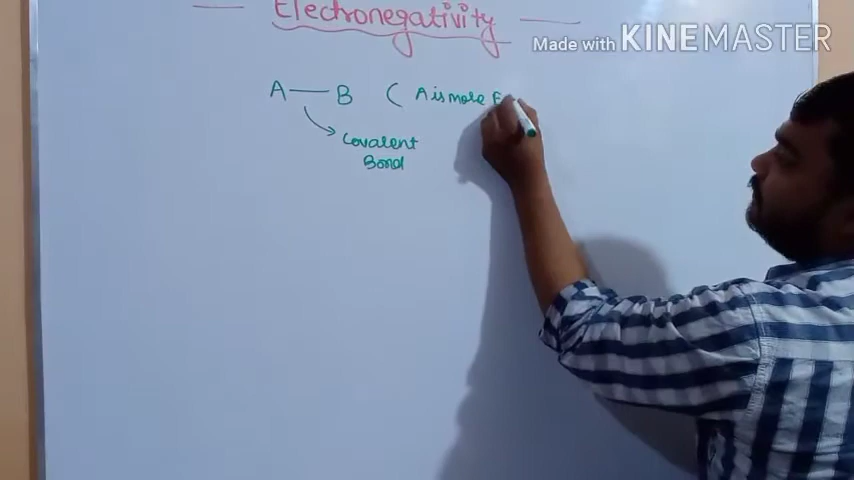 Electronegativity
Made with KINEMASTER
A — B ( A is more E
Covalent
Bond